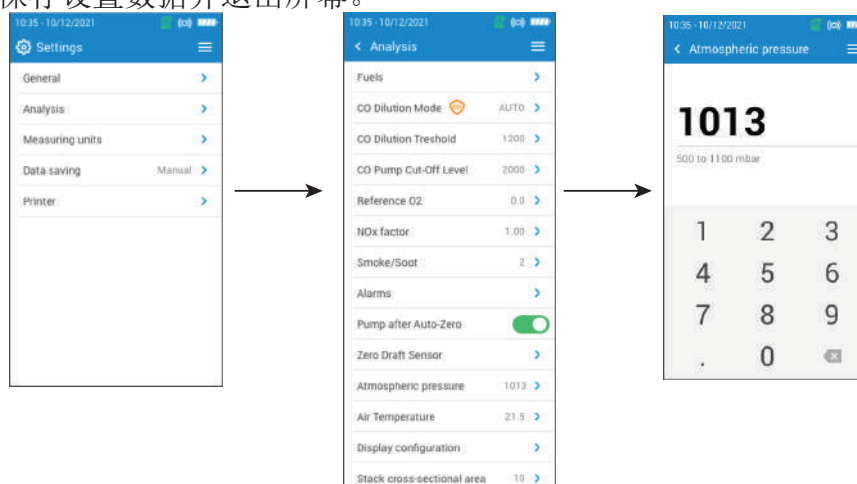 保存设置数据并退出屏幕。
10:35 - 10/12/2021
Settings
General
Analysis
Measuring units
Data saving Manual
Printer
10:35 - 10/12/2021
Analysis
Fuels
CO Dilution Mode AUTO
CO Dilution Treshold 1200
CO Pump Cut-Off Level 2000
Reference O2 0.0
NOx factor 1.00
Smoke/Soot 2
Alarms
Pump after Auto-Zero
Zero Draft Sensor
Atmospheric pressure 1013
Air Temperature 21.5
Display configuration
Stack cross-sectional area 10
10:35 - 10/12/2021
Atmospheric pressure
1013
500 to 1100 mbar
1 2 3
4 5 6
7 8 9
. 0